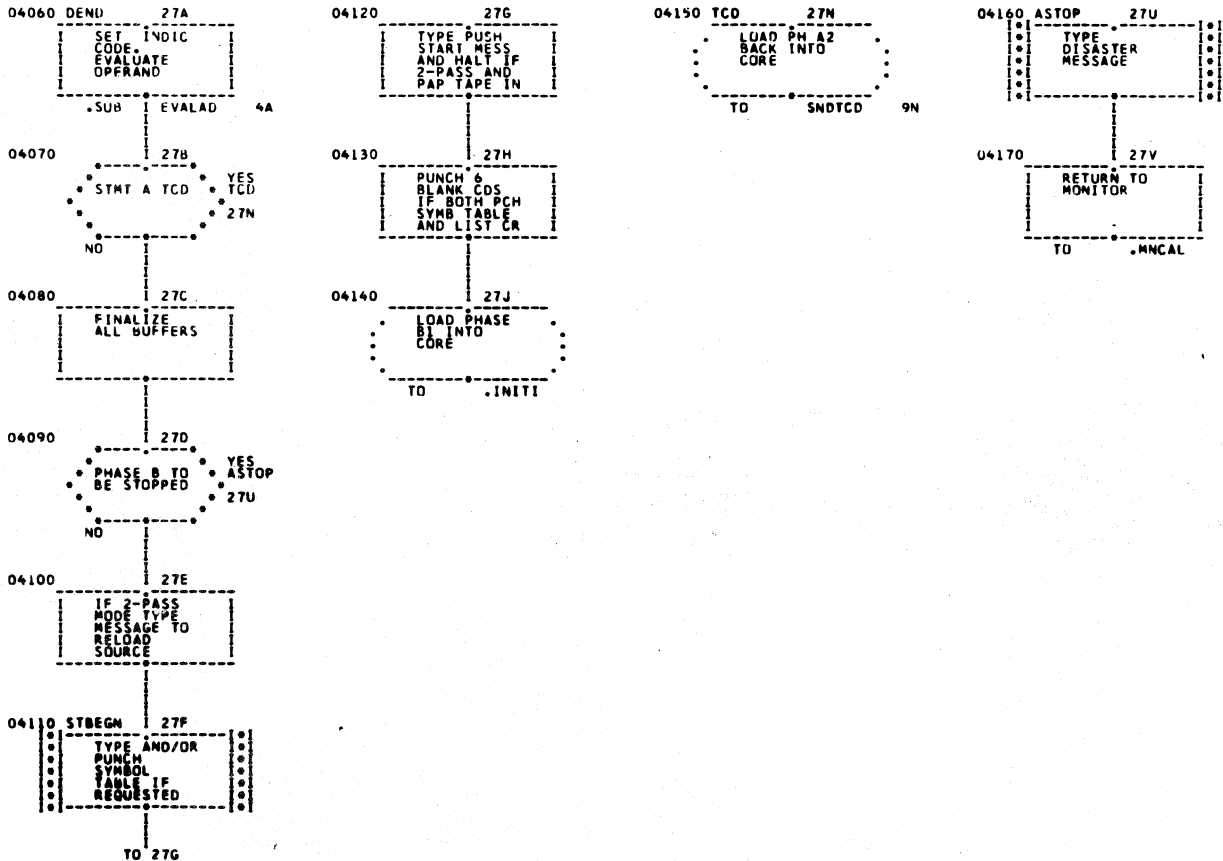 04060 DEND 27A
SET INDIC
CODE.
EVALUATE
OPERAND
.SUB EVALAD 4A
04070 27B
STMT A TCD
YES
TCD
27N
NO
04080 27C
FINALIZE
ALL BUFFERS
04090 27D
PHASE B TO
BE STOPPED
YES
ASTOP
27U
NO
04100 27E
IF 2-PASS
MODE TYPE
MESSAGE TO
RELOAD
SOURCE
04110 STBEGN 27F
TYPE AND/OR
PUNCH
SYMBOL
TABLE IF
REQUESTED
TO 27G
04120 27G
TYPE PUSH
START MESS
AND HALT IF
2-PASS AND
PAP TAPE IN
04130 27H
PUNCH 6
BLANK CDS
IF BOTH PCH
SYMB TABLE
AND LIST CR
04140 27J
LOAD PHASE
B1 INTO
CORE
TO .INIT1
04150 TCD 27N
LOAD PH A2
BACK INTO
CORE
TO SNDTCD 9N
04160 ASTOP 27U
TYPE
DISASTER
MESSAGE
04170 27V
RETURN TO
MONITOR
TO .MNCAL